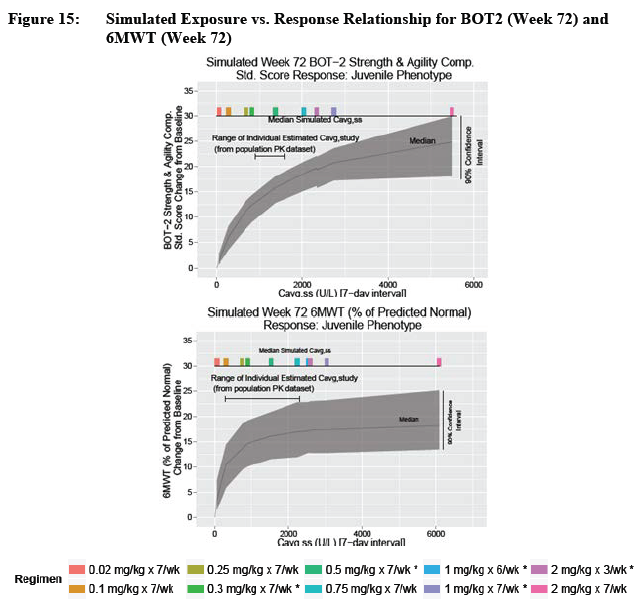 Figure 15: Simulated Exposure vs. Response Relationship for BOT2 (Week 72) and
6MWT (Week 72)
Simulated Week 72 BOT−2 Strength & Agility Comp.
Std. Score Response: Juvenile Phenotype
BOT−2 Strength & Agility Comp.
Std. Score Change from Baseline
35
30
25
20
15
10
5
0
Median Simulated Cavg,ss
Range of Individual Estimated Cavg,study
(from population PK dataset)
Median
90% Confidence
Interval
0 2000 4000 6000
Cavg,ss (U/L) [7−day interval]
Simulated Week 72 6MWT (% of Predicted Normal)
Response: Juvenile Phenotype
6MWT (% of Predicted Normal)
Change from Baseline
35
30
25
20
15
10
5
0
Median Simulated Cavg,ss
Range of Individual Estimated Cavg,study
(from population PK dataset)
Median
90% Confidence
Interval
0 2000 4000 6000
Cavg,ss (U/L) [7−day interval]
Regimen
0.02 mg/kg x 7/wk 0.25 mg/kg x 7/wk 0.5 mg/kg x 7/wk * 1 mg/kg x 6/wk * 2 mg/kg x 3/wk *
0.1 mg/kg x 7/wk 0.3 mg/kg x 7/wk * 0.75 mg/kg x 7/wk 1 mg/kg x 7/wk * 2 mg/kg x 7/wk